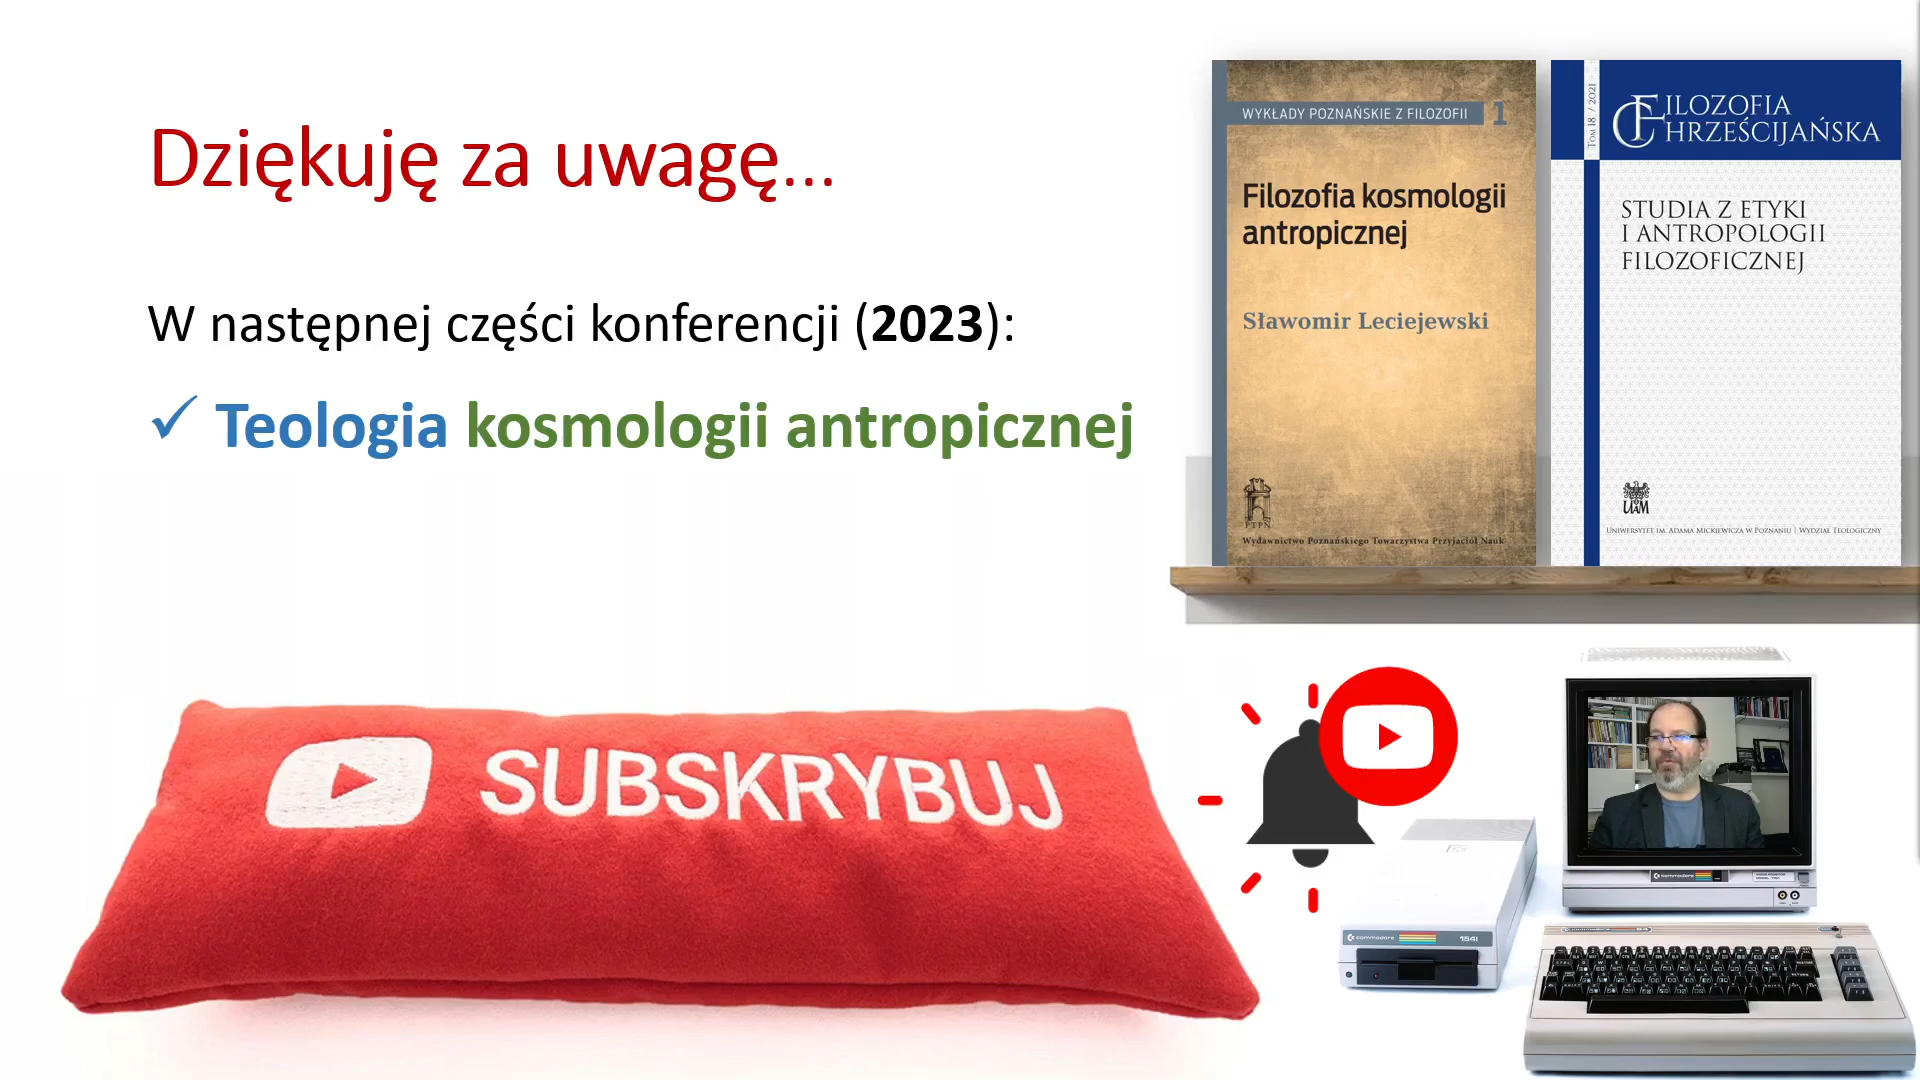 Dziękuję za uwagę...
W następnej części konferencji (2023):
✓ Teologia kosmologii antropicznej
WYKŁADY POZNAŃSKIE Z FILOZOFII 1
Filozofia kosmologii
antropicznej
Sławomir Leciejewski
PTPN
Wydawnictwo Poznańskiego Towarzystwa Przyjaciół Nauk
TOM 18 / 2021
FILOZOFIA
CHRZEŚCIJAŃSKA
STUDIA Z ETYKI
I ANTROPOLOGII
FILOZOFICZNEJ
UAM
UNIWERSYTET IM. ADAMA MICKIEWICZA W POZNANIU | WYDZIAŁ TEOLOGICZNY
SUBSKRYBUJ
commodore
commodore 1541